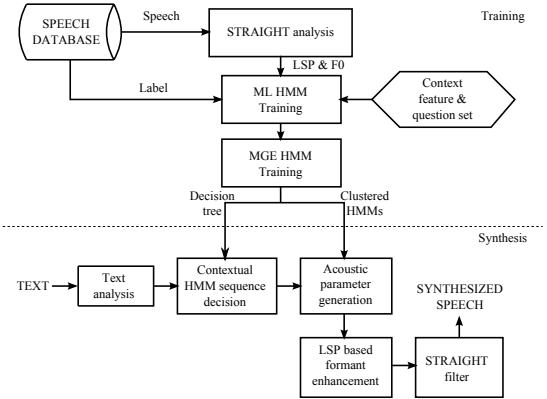 Speech
Training
SPEECH
DATABASE
STRAIGHT analysis
LSP & F0
Label
ML HMM
Training
Context
feature &
question set
MGE HMM
Training
Decision
tree
Clustered
HMMs
Synthesis
TEXT
Text
analysis
Contextual
HMM sequence
decision
Acoustic
parameter
generation
SYNTHESIZED
SPEECH
LSP based
formant
enhancement
STRAIGHT
filter